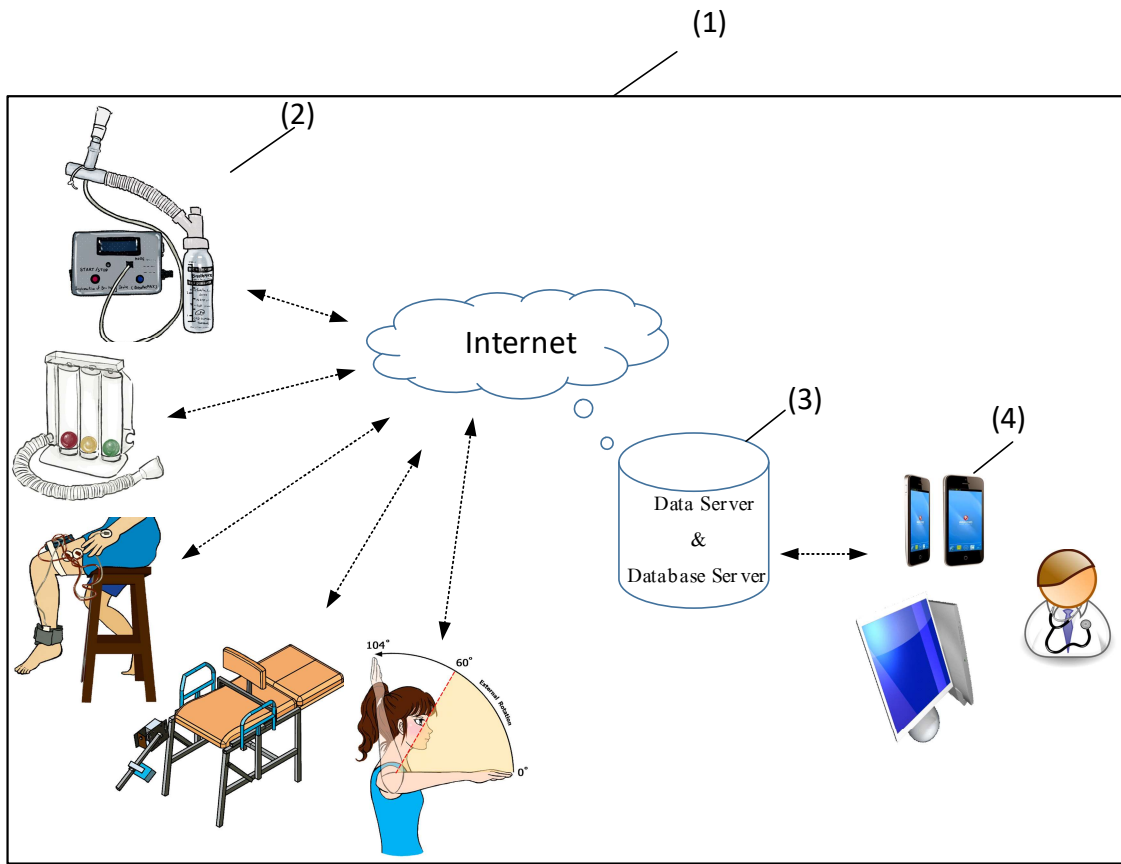 (1)
(2)
START / STOP
Internet
(3)
(4)
Data Server
&
Database Server
104°
60°
External Rotation
0°